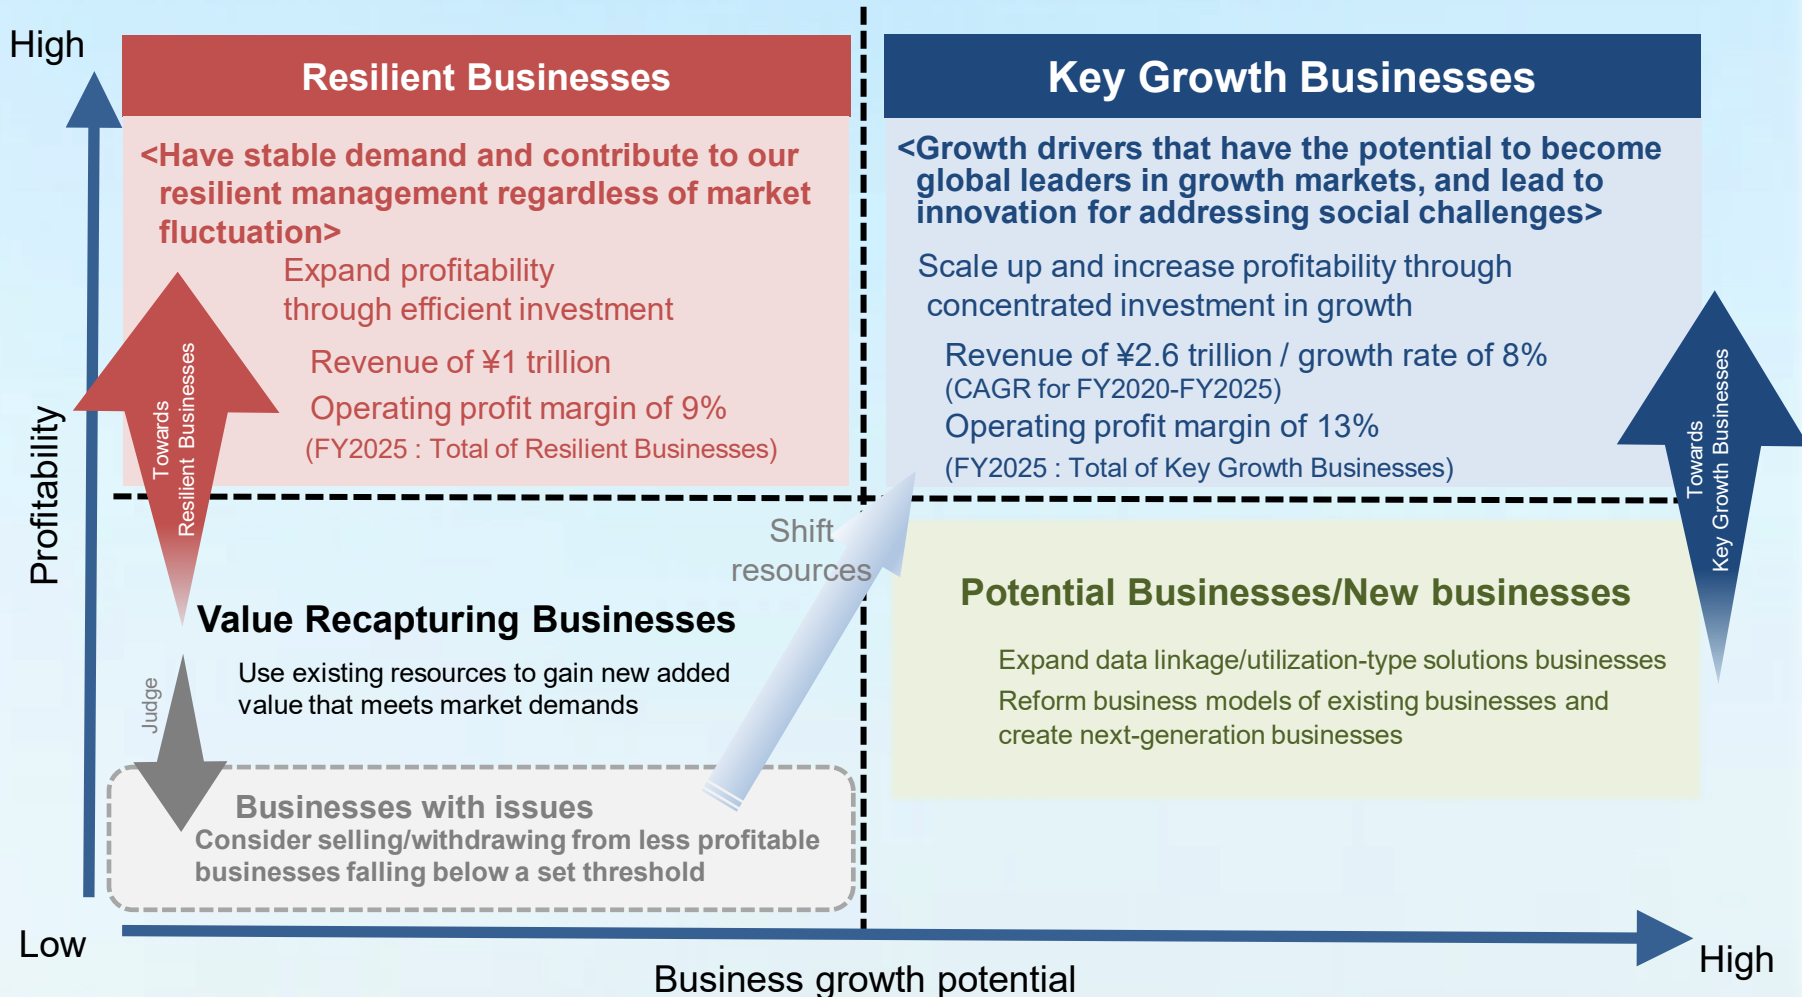 High
Resilient Businesses
<Have stable demand and contribute to our
resilient management regardless of market
fluctuation>
Expand profitability
through efficient investment
Revenue of ¥1 trillion
Operating profit margin of 9%
(FY2025 : Total of Resilient Businesses)
Towards
Resilient Businesses
Key Growth Businesses
<Growth drivers that have the potential to become
global leaders in growth markets, and lead to
innovation for addressing social challenges>
Scale up and increase profitability through
concentrated investment in growth
Revenue of ¥2.6 trillion / growth rate of 8%
(CAGR for FY2020-FY2025)
Operating profit margin of 13%
(FY2025 : Total of Key Growth Businesses)
Towards
Key Growth Businesses
Profitability
Shift
resources
Value Recapturing Businesses
Use existing resources to gain new added
value that meets market demands
Judge
Businesses with issues
Consider selling/withdrawing from less profitable
businesses falling below a set threshold
Potential Businesses/New businesses
Expand data linkage/utilization-type solutions businesses
Reform business models of existing businesses and
create next-generation businesses
Low
Business growth potential
High